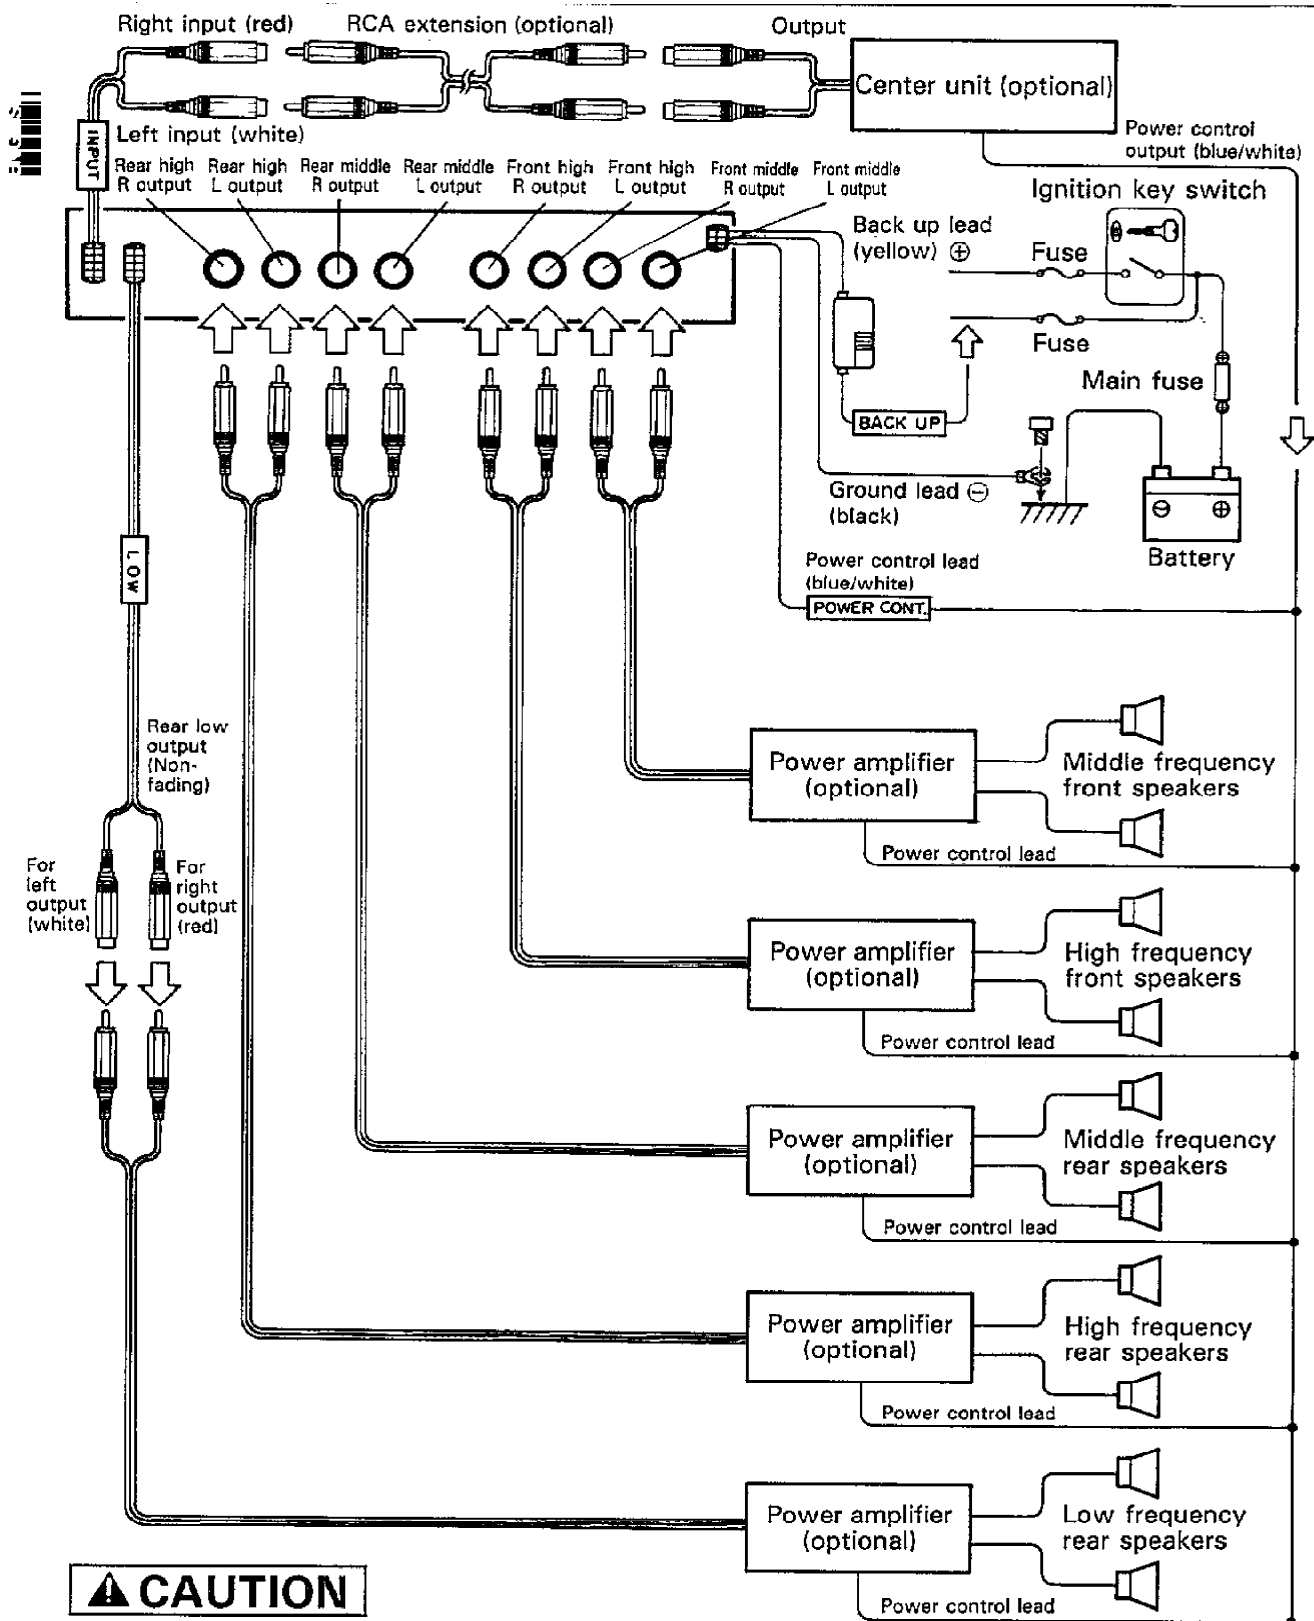 Right input (red)
RCA extension (optional)
Output
Center unit (optional)
INPUT
Left input (white)
Power control
output (blue/white)
Rear high
R output
Rear high
L output
Rear middle
R output
Rear middle
L output
Front high
R output
Front high
L output
Front middle
R output
Front middle
L output
Ignition key switch
Back up lead
(yellow) ⊕
Fuse
Fuse
Main fuse
BACK UP
Ground lead ⊖
(black)
⊖ ⊕
Battery
LOW
Power control lead
(blue/white)
POWER CONT.
Rear low
output
(Non-
fading)
Power amplifier
(optional)
Middle frequency
front speakers
Power control lead
For
left
output
(white)
For
right
output
(red)
Power amplifier
(optional)
High frequency
front speakers
Power control lead
Power amplifier
(optional)
Middle frequency
rear speakers
Power control lead
Power amplifier
(optional)
High frequency
rear speakers
Power control lead
Power amplifier
(optional)
Low frequency
rear speakers
Power control lead
CAUTION